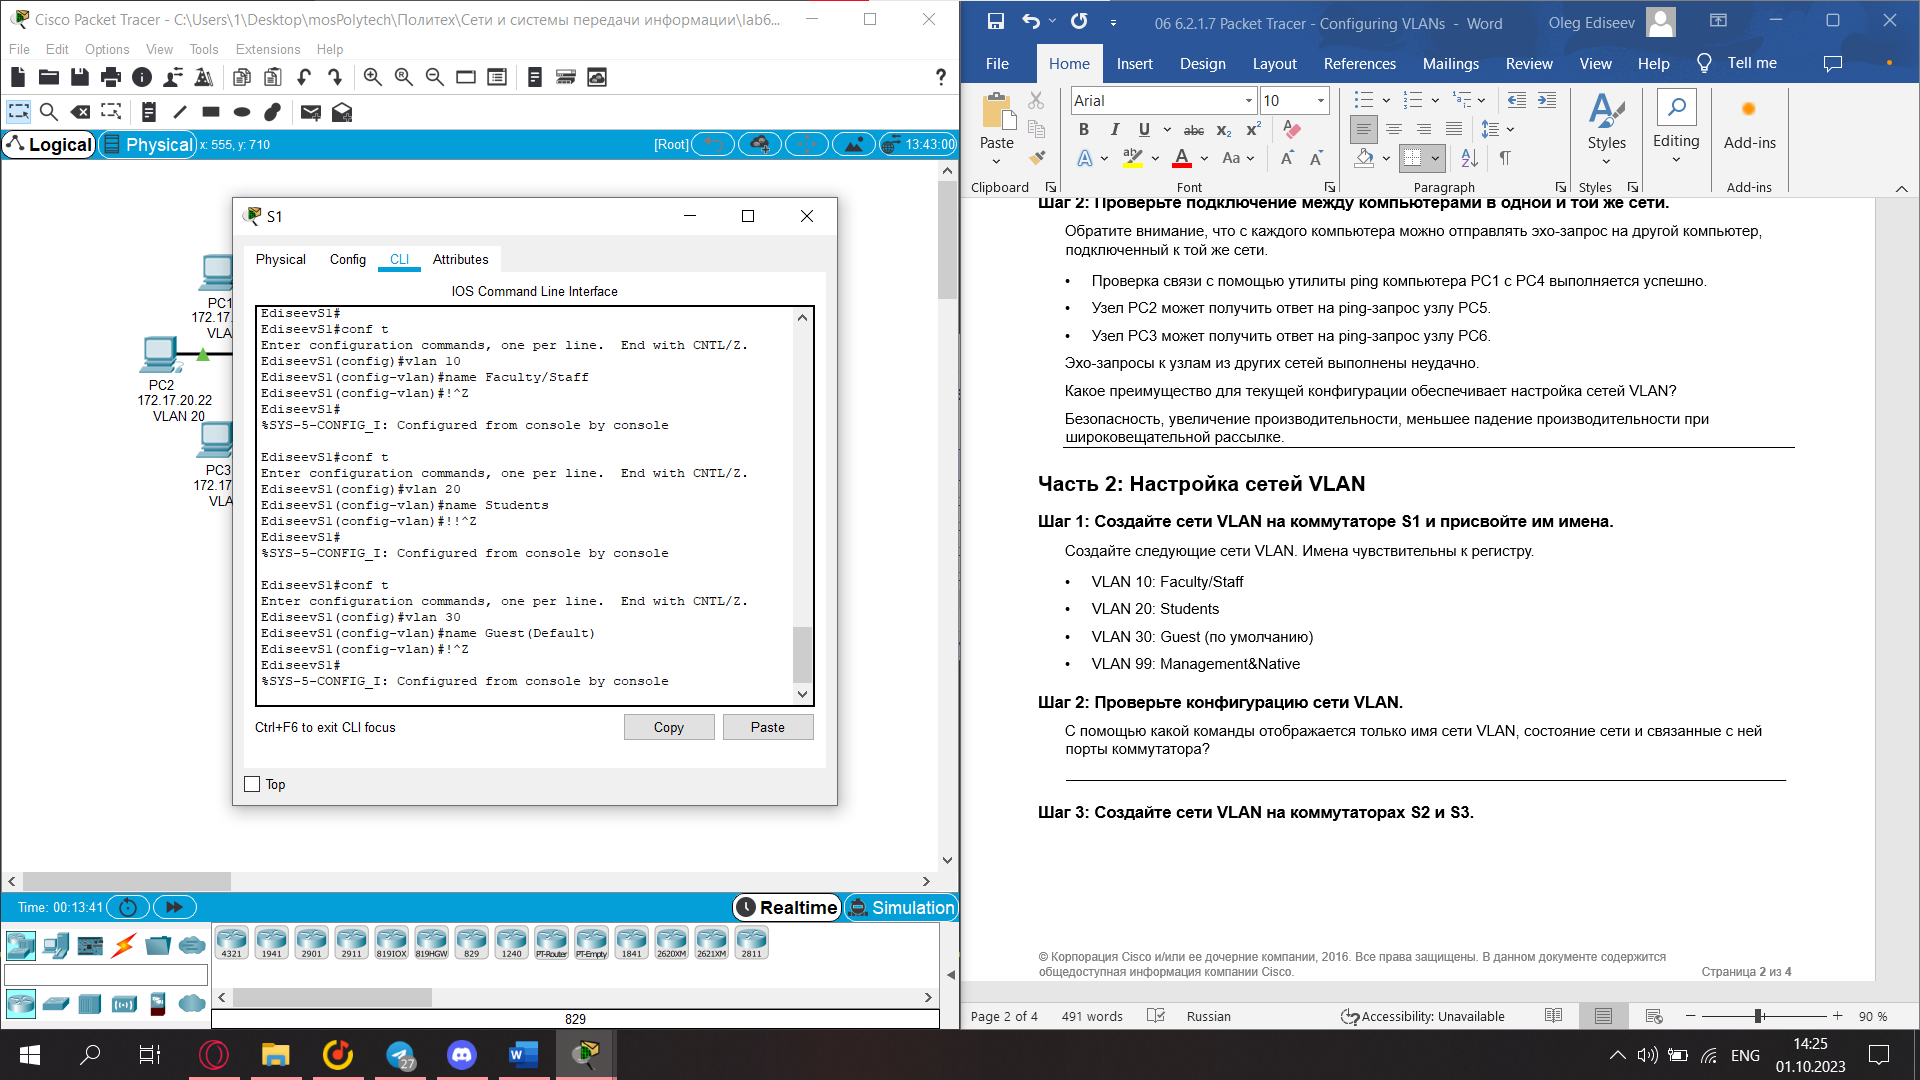 Cisco Packet Tracer - C:\Users\1\Desktop\mosPolytech\Политех\Сети и системы передачи информации\lab6...
File Edit Options View Tools Extensions Help
?
Logical
Physical
x: 555, y: 710
[Root]
13:43:00
PC1
172.17.
VLA
PC2
172.17.20.22
VLAN 20
PC3
172.17
VLA
S1
Physical Config CLI Attributes
IOS Command Line Interface
EdiseevS1#
EdiseevS1#conf t
Enter configuration commands, one per line. End with CNTL/Z.
EdiseevS1(config)#vlan 10
EdiseevS1(config-vlan)#name Faculty/Staff
EdiseevS1(config-vlan)#!^Z
EdiseevS1#
%SYS-5-CONFIG_I: Configured from console by console
EdiseevS1#conf t
Enter configuration commands, one per line. End with CNTL/Z.
EdiseevS1(config)#vlan 20
EdiseevS1(config-vlan)#name Students
EdiseevS1(config-vlan)#!!^Z
EdiseevS1#
%SYS-5-CONFIG_I: Configured from console by console
EdiseevS1#conf t
Enter configuration commands, one per line. End with CNTL/Z.
EdiseevS1(config)#vlan 30
EdiseevS1(config-vlan)#name Guest(Default)
EdiseevS1(config-vlan)#!^Z
EdiseevS1#
%SYS-5-CONFIG_I: Configured from console by console
Ctrl+F6 to exit CLI focus
Copy
Paste
Top
Time: 00:13:41
Realtime
Simulation
4321 1941 2901 2911 819IOX 819HGW 829 1240 PT-Router PT-Empty 1841 2620XM 2621XM 2811
829
06 6.2.1.7 Packet Tracer - Configuring VLANs - Word
Oleg Ediseev
File Home Insert Design Layout References Mailings Review View Help Tell me
Paste
Clipboard
Arial
10
B I U abc X₂ X²
A A Aa A A
Font
Paragraph
Styles
Styles
Editing
Add-ins
Add-ins
Шаг 2: Проверьте подключение между компьютерами в одной и той же сети.
Обратите внимание, что с каждого компьютера можно отправлять эхо-запрос на другой компьютер,
подключенный к той же сети.
• Проверка связи с помощью утилиты ping компьютера PC1 с PC4 выполняется успешно.
• Узел PC2 может получить ответ на ping-запрос узлу PC5.
• Узел PC3 может получить ответ на ping-запрос узлу PC6.
Эхо-запросы к узлам из других сетей выполнены неудачно.
Какое преимущество для текущей конфигурации обеспечивает настройка сетей VLAN?
Безопасность, увеличение производительности, меньшее падение производительности при
широковещательной рассылке.
Часть 2: Настройка сетей VLAN
Шаг 1: Создайте сети VLAN на коммутаторе S1 и присвойте им имена.
Создайте следующие сети VLAN. Имена чувствительны к регистру.
• VLAN 10: Faculty/Staff
• VLAN 20: Students
• VLAN 30: Guest (по умолчанию)
• VLAN 99: Management&Native
Шаг 2: Проверьте конфигурацию сети VLAN.
С помощью какой команды отображается только имя сети VLAN, состояние сети и связанные с ней
порты коммутатора?
Шаг 3: Создайте сети VLAN на коммутаторах S2 и S3.
© Корпорация Cisco и/или ее дочерние компании, 2016. Все права защищены. В данном документе содержится
общедоступная информация компании Cisco.
Страница 2 из 4
Page 2 of 4
491 words
Russian
Accessibility: Unavailable
90 %
27
ENG
14:25
01.10.2023